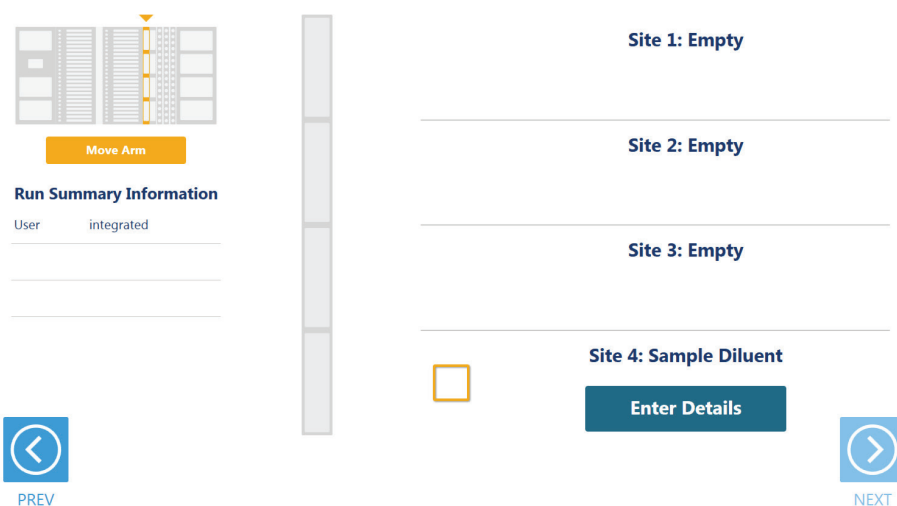 Move Arm
Run Summary Information
User integrated
PREV
Site 1: Empty
Site 2: Empty
Site 3: Empty
Site 4: Sample Diluent
Enter Details
NEXT